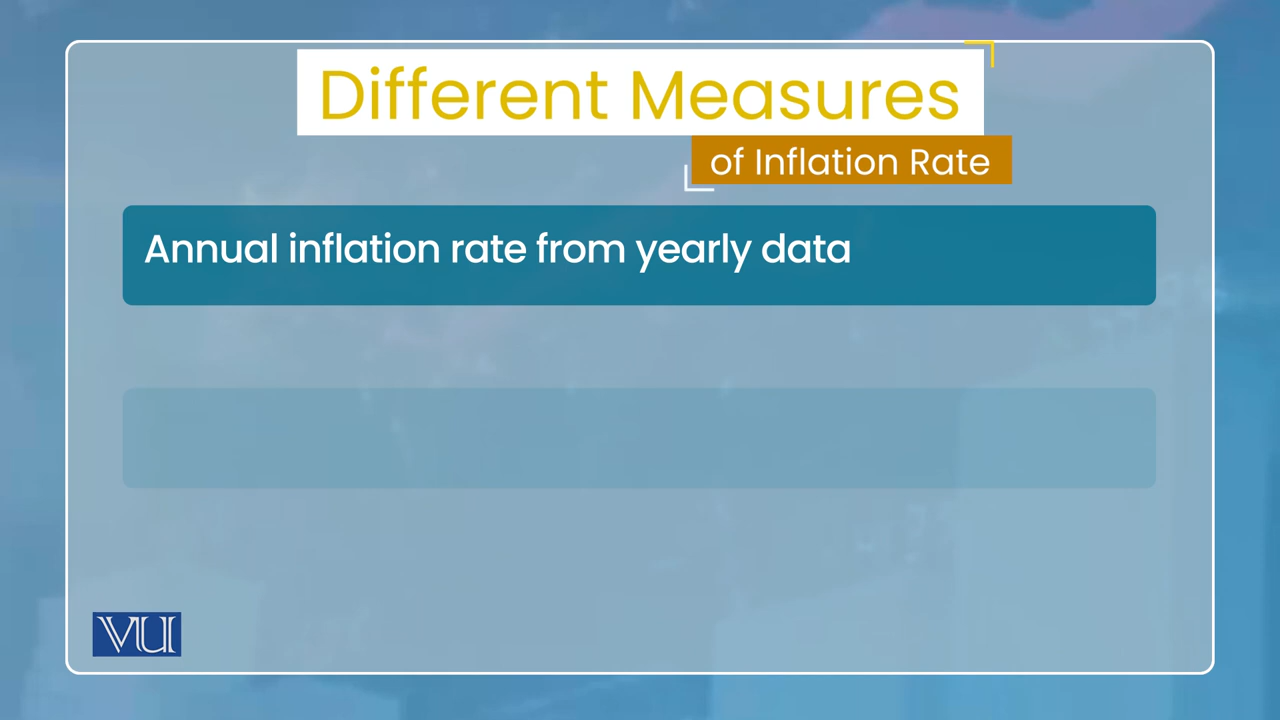 Different Measures
of Inflation Rate
Annual inflation rate from yearly data
VU